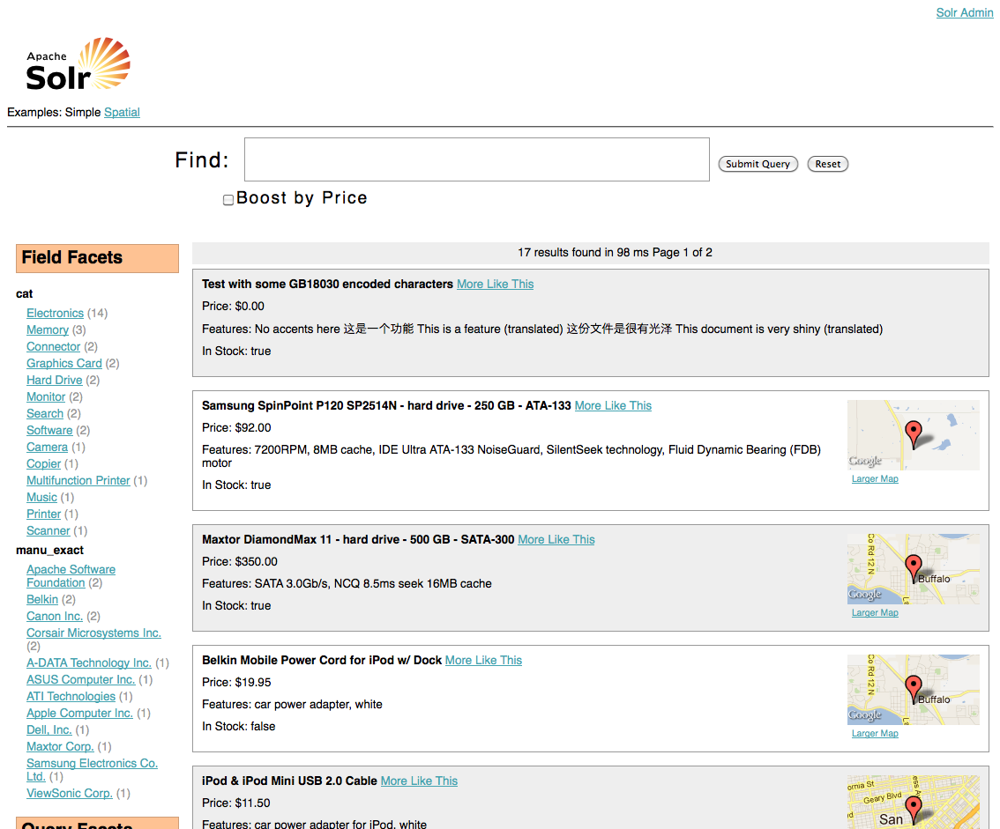 Solr Admin
Apache
Solr
Examples: Simple Spatial
Find:
Submit Query
Reset
Boost by Price
Field Facets
cat
Electronics (14)
Memory (3)
Connector (2)
Graphics Card (2)
Hard Drive (2)
Monitor (2)
Search (2)
Software (2)
Camera (1)
Copier (1)
Multifunction Printer (1)
Music (1)
Printer (1)
Scanner (1)
manu_exact
Apache Software
Foundation (2)
Belkin (2)
Canon Inc. (2)
Corsair Microsystems Inc.
(2)
A-DATA Technology Inc. (1)
ASUS Computer Inc. (1)
ATI Technologies (1)
Apple Computer Inc. (1)
Dell, Inc. (1)
Maxtor Corp. (1)
Samsung Electronics Co.
Ltd. (1)
ViewSonic Corp. (1)
Query Facets
17 results found in 98 ms Page 1 of 2
Test with some GB18030 encoded characters More Like This
Price: $0.00
Features: No accents here 这是一个功能 This is a feature (translated) 这份文件是很有光泽 This document is very shiny (translated)
In Stock: true
Samsung SpinPoint P120 SP2514N - hard drive - 250 GB - ATA-133 More Like This
Price: $92.00
Features: 7200RPM, 8MB cache, IDE Ultra ATA-133 NoiseGuard, SilentSeek technology, Fluid Dynamic Bearing (FDB)
motor
In Stock: true
Google
Larger Map
Maxtor DiamondMax 11 - hard drive - 500 GB - SATA-300 More Like This
Price: $350.00
Features: SATA 3.0Gb/s, NCQ 8.5ms seek 16MB cache
In Stock: true
Co Rd 12 N
Buffalo
Google
Larger Map
Belkin Mobile Power Cord for iPod w/ Dock More Like This
Price: $19.95
Features: car power adapter, white
In Stock: false
Co Rd 12 N
Buffalo
Google
Larger Map
iPod & iPod Mini USB 2.0 Cable More Like This
Price: $11.50
Features: car power adapter for iPod, white
Geary Blvd
San